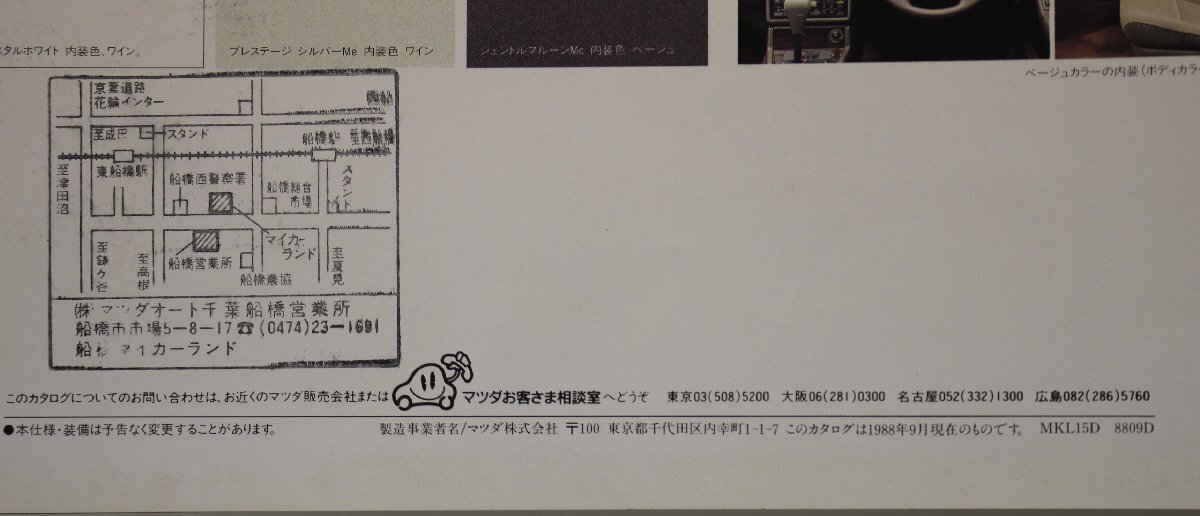 スタルホワイト 内装色、ワイン。
プレステージ シルバーMe 内装色 ワイン
ジェントルマルーンMc 内装色 ベージュ
ベージュカラーの内装(ボディカラー
京葉道路
花輪インター
至成田
スタンド
船橋駅
至西船橋
東船橋駅
至津田沼
船橋西警察署
船橋総合
市場
スタンド
マイカー
ランド
船橋営業所
船橋農協
至鎌ケ谷
至高根
至夏見
㈱マツダオート千葉船橋営業所
船橋市市場5-8-17☎(0474)23-1691
船橋マイカーランド
このカタログについてのお問い合わせは、お近くのマツダ販売会社または マツダお客さま相談室へどうぞ 東京03(508)5200 大阪06(281)0300 名古屋052(332)1300 広島082(286)5760
●本仕様・装備は予告なく変更することがあります。 製造事業者名/マツダ株式会社 〒100 東京都千代田区内幸町1-1-7 このカタログは1988年9月現在のものです。 MKL15D 8809D